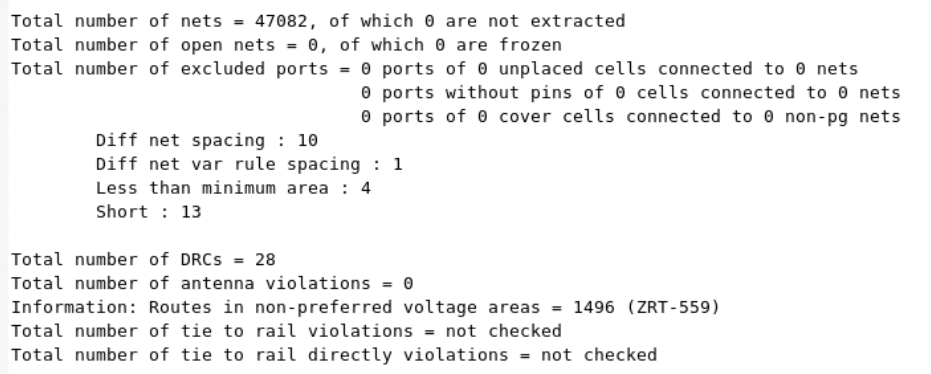 Total number of nets = 47082, of which 0 are not extracted
Total number of open nets = 0, of which 0 are frozen
Total number of excluded ports = 0 ports of 0 unplaced cells connected to 0 nets
0 ports without pins of 0 cells connected to 0 nets
0 ports of 0 cover cells connected to 0 non-pg nets
Diff net spacing : 10
Diff net var rule spacing : 1
Less than minimum area : 4
Short : 13
Total number of DRCs = 28
Total number of antenna violations = 0
Information: Routes in non-preferred voltage areas = 1496 (ZRT-559)
Total number of tie to rail violations = not checked
Total number of tie to rail directly violations = not checked